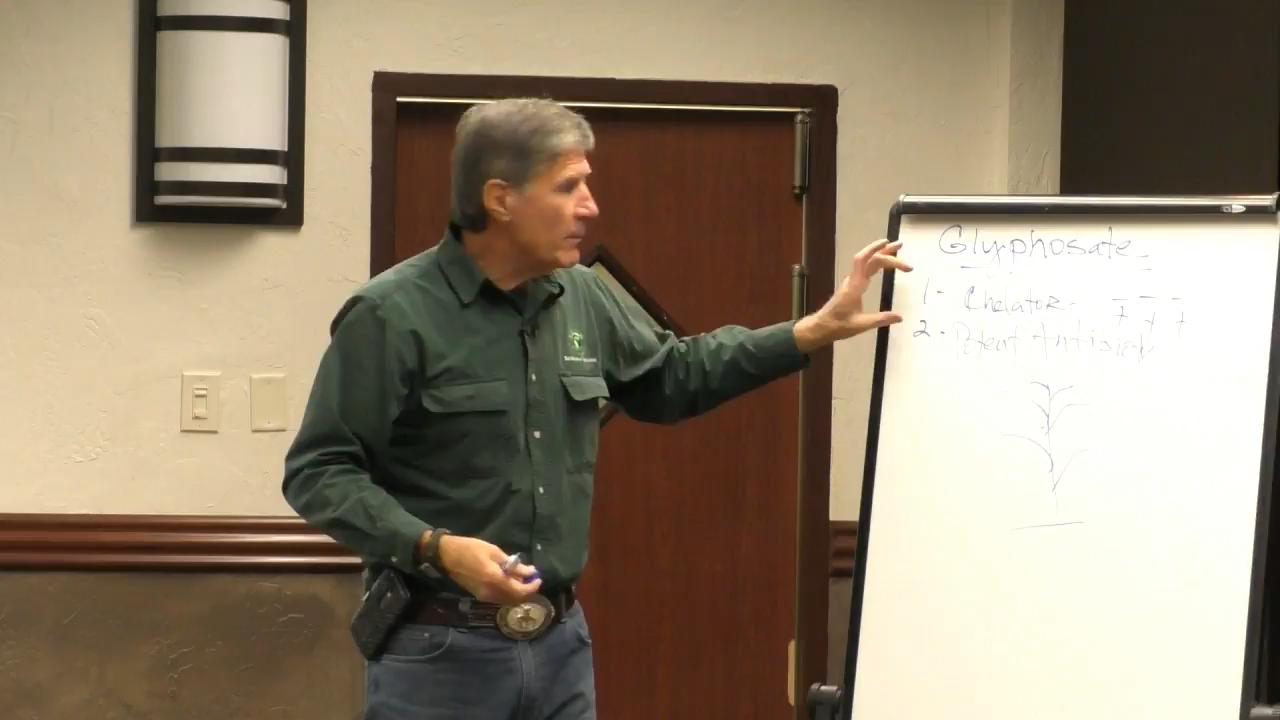 Glyphosate
1- Chelator -
2. Potent Antibiotic